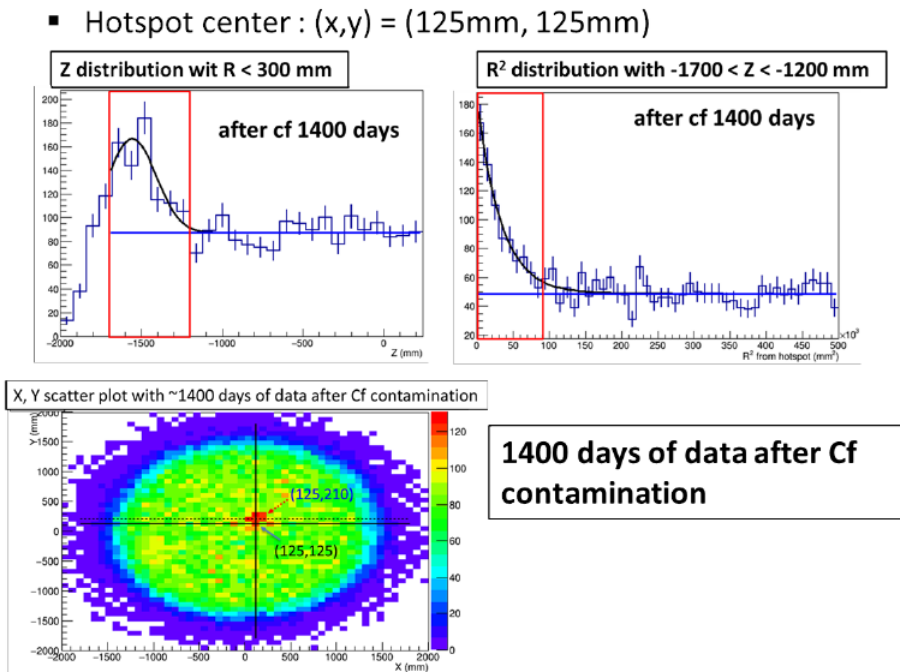 ▪ Hotspot center : (x,y) = (125mm, 125mm)
Z distribution wit R < 300 mm
R² distribution with -1700 < Z < -1200 mm
200
180
160
140
120
100
80
60
40
20
0
after cf 1400 days
-2000 -1500 -1000 -500 0
Z (mm)
180
160
140
120
100
80
60
40
20
after cf 1400 days
0 50 100 150 200 250 300 350 400 450 500
×10³
R² from hotspot (mm²)
X, Y scatter plot with ~1400 days of data after Cf contamination
Y (mm)
2000
1500
1000
500
0
−500
−1000
−1500
−2000
(125,210)
(125,125)
−2000 −1500 −1000 −500 0 500 1000 1500 2000
X (mm)
120
100
80
60
40
20
0
1400 days of data after Cf
contamination